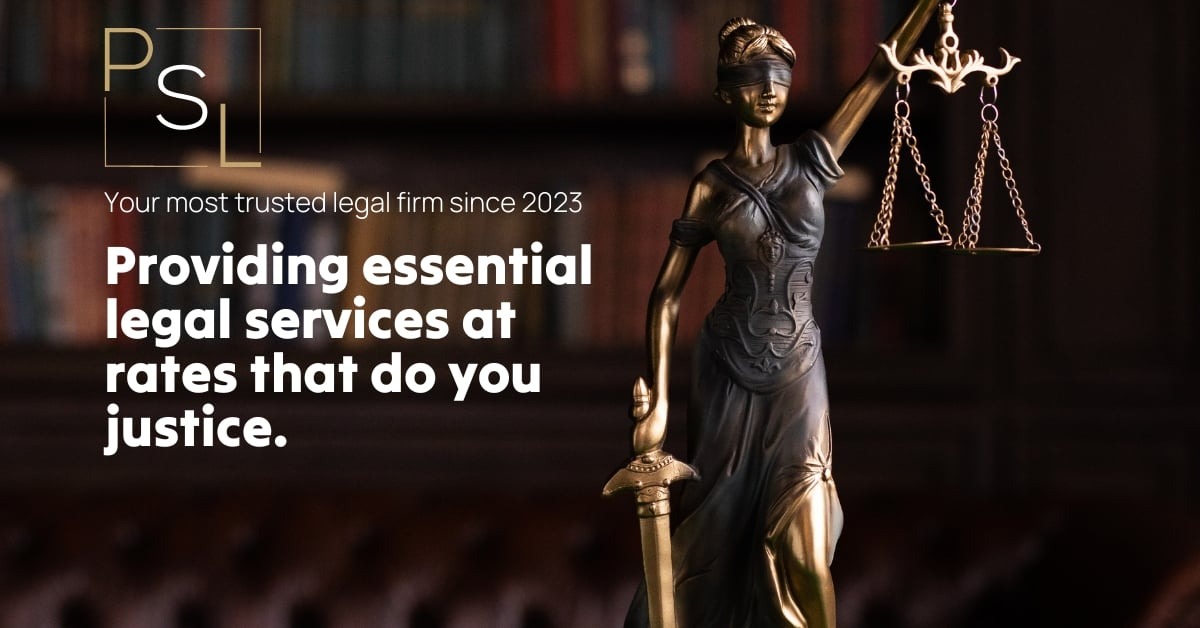 PSL
Your most trusted legal firm since 2023
Providing essential
legal services at
rates that do you
justice.